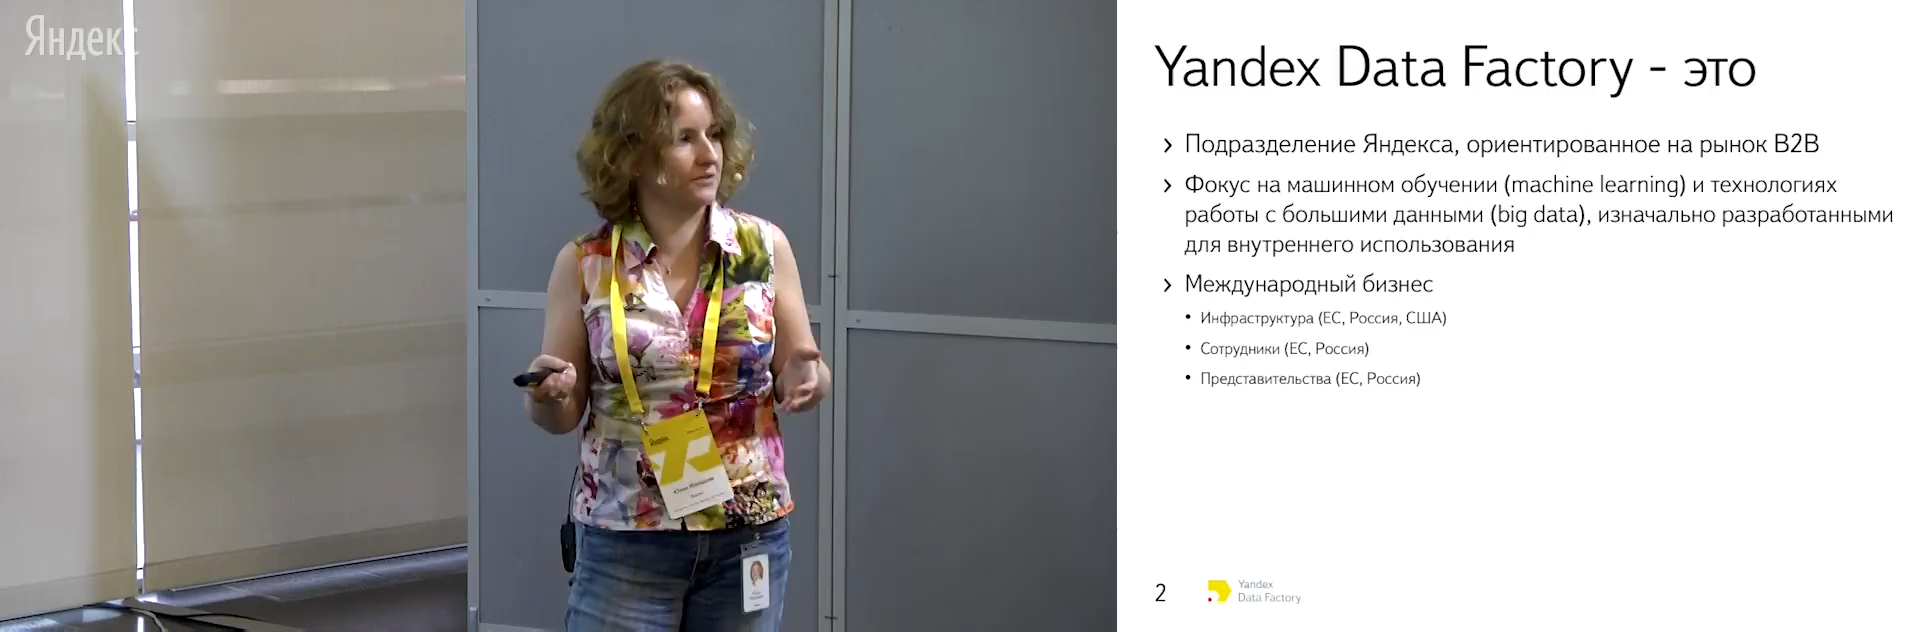 Яндекс
Yandex Data Factory - это
› Подразделение Яндекса, ориентированное на рынок B2B
› Фокус на машинном обучении (machine learning) и технологиях
работы с большими данными (big data), изначально разработанными
для внутреннего использования
› Международный бизнес
• Инфраструктура (ЕС, Россия, США)
• Сотрудники (ЕС, Россия)
• Представительства (ЕС, Россия)
2
Yandex
Data Factory